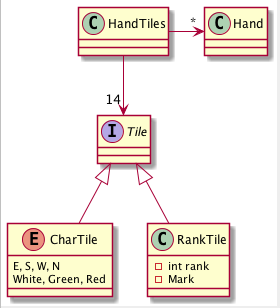 C HandTiles
* C Hand
14
I Tile
E CharTile
E, S, W, N
White, Green, Red
C RankTile
int rank
Mark